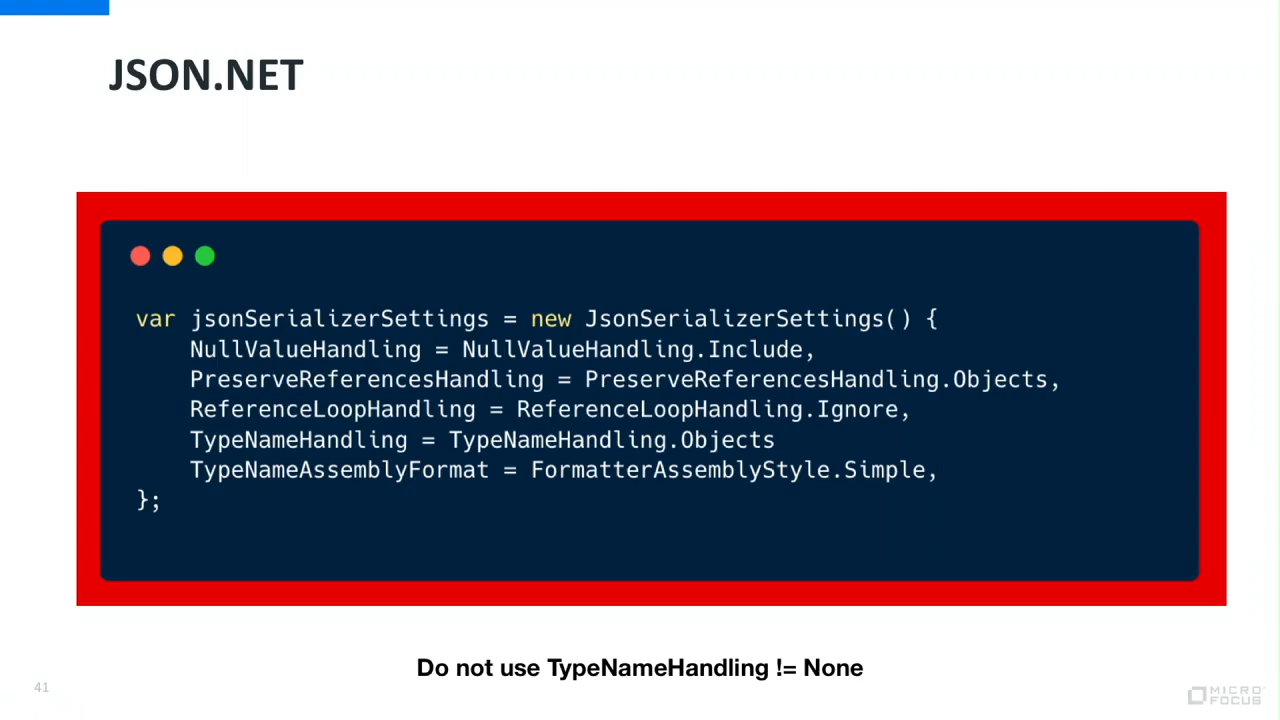 JSON.NET
var jsonSerializerSettings = new JsonSerializerSettings() {
NullValueHandling = NullValueHandling.Include,
PreserveReferencesHandling = PreserveReferencesHandling.Objects,
ReferenceLoopHandling = ReferenceLoopHandling.Ignore,
TypeNameHandling = TypeNameHandling.Objects
TypeNameAssemblyFormat = FormatterAssemblyStyle.Simple,
};
Do not use TypeNameHandling != None
41
MICRO
FOCUS